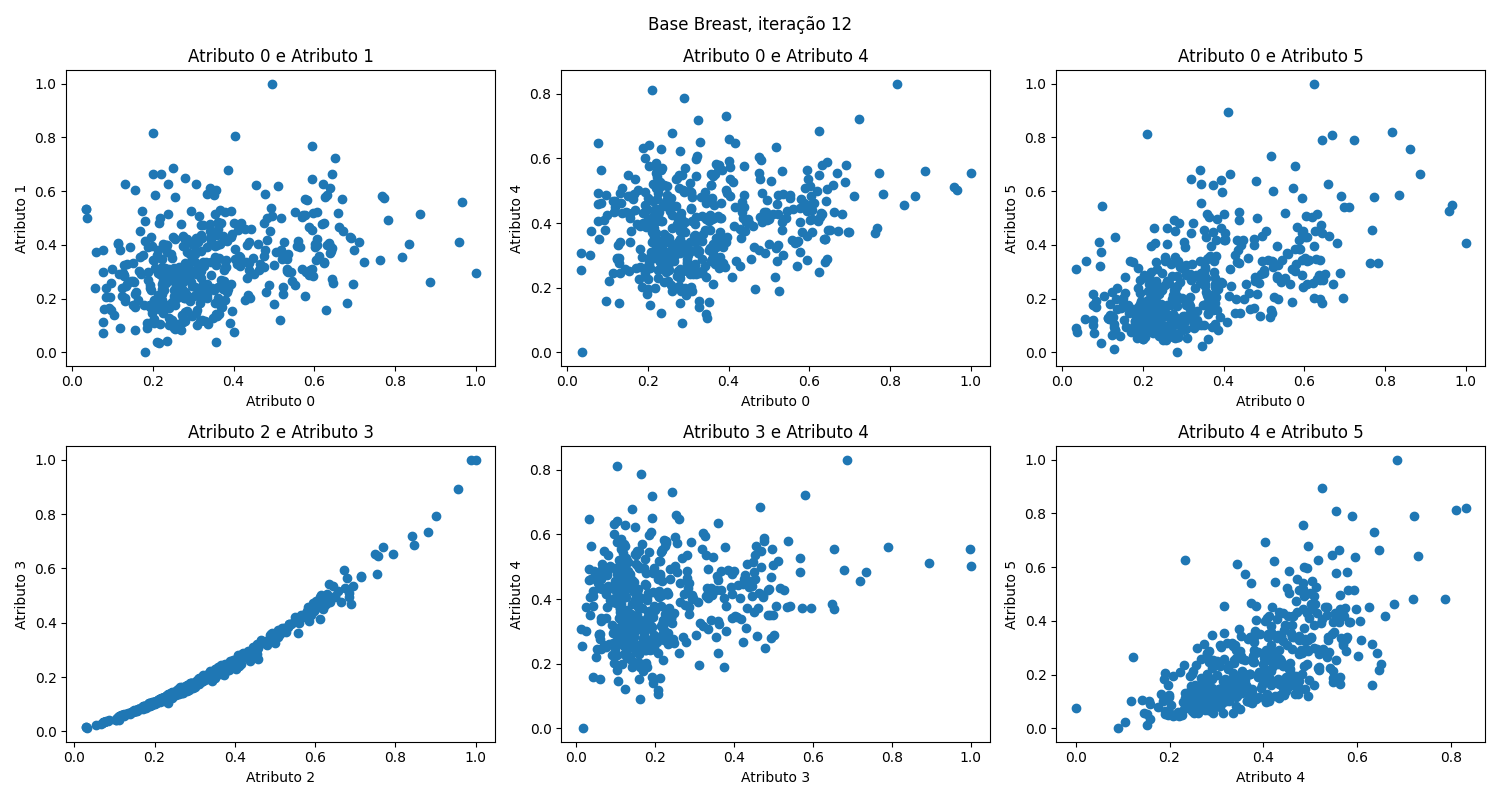 Base Breast, iteração 12
Atributo 0 e Atributo 1
Atributo 0 e Atributo 4
Atributo 0 e Atributo 5
1.0
0.8
0.6
0.4
0.2
0.0
Atributo 1
0.0 0.2 0.4 0.6 0.8 1.0
Atributo 0
0.8
0.6
0.4
0.2
0.0
Atributo 4
0.0 0.2 0.4 0.6 0.8 1.0
Atributo 0
1.0
0.8
0.6
0.4
0.2
0.0
Atributo 5
0.0 0.2 0.4 0.6 0.8 1.0
Atributo 0
Atributo 2 e Atributo 3
Atributo 3 e Atributo 4
Atributo 4 e Atributo 5
1.0
0.8
0.6
0.4
0.2
0.0
Atributo 3
0.0 0.2 0.4 0.6 0.8 1.0
Atributo 2
0.8
0.6
0.4
0.2
0.0
Atributo 4
0.0 0.2 0.4 0.6 0.8 1.0
Atributo 3
1.0
0.8
0.6
0.4
0.2
0.0
Atributo 5
0.0 0.2 0.4 0.6 0.8
Atributo 4